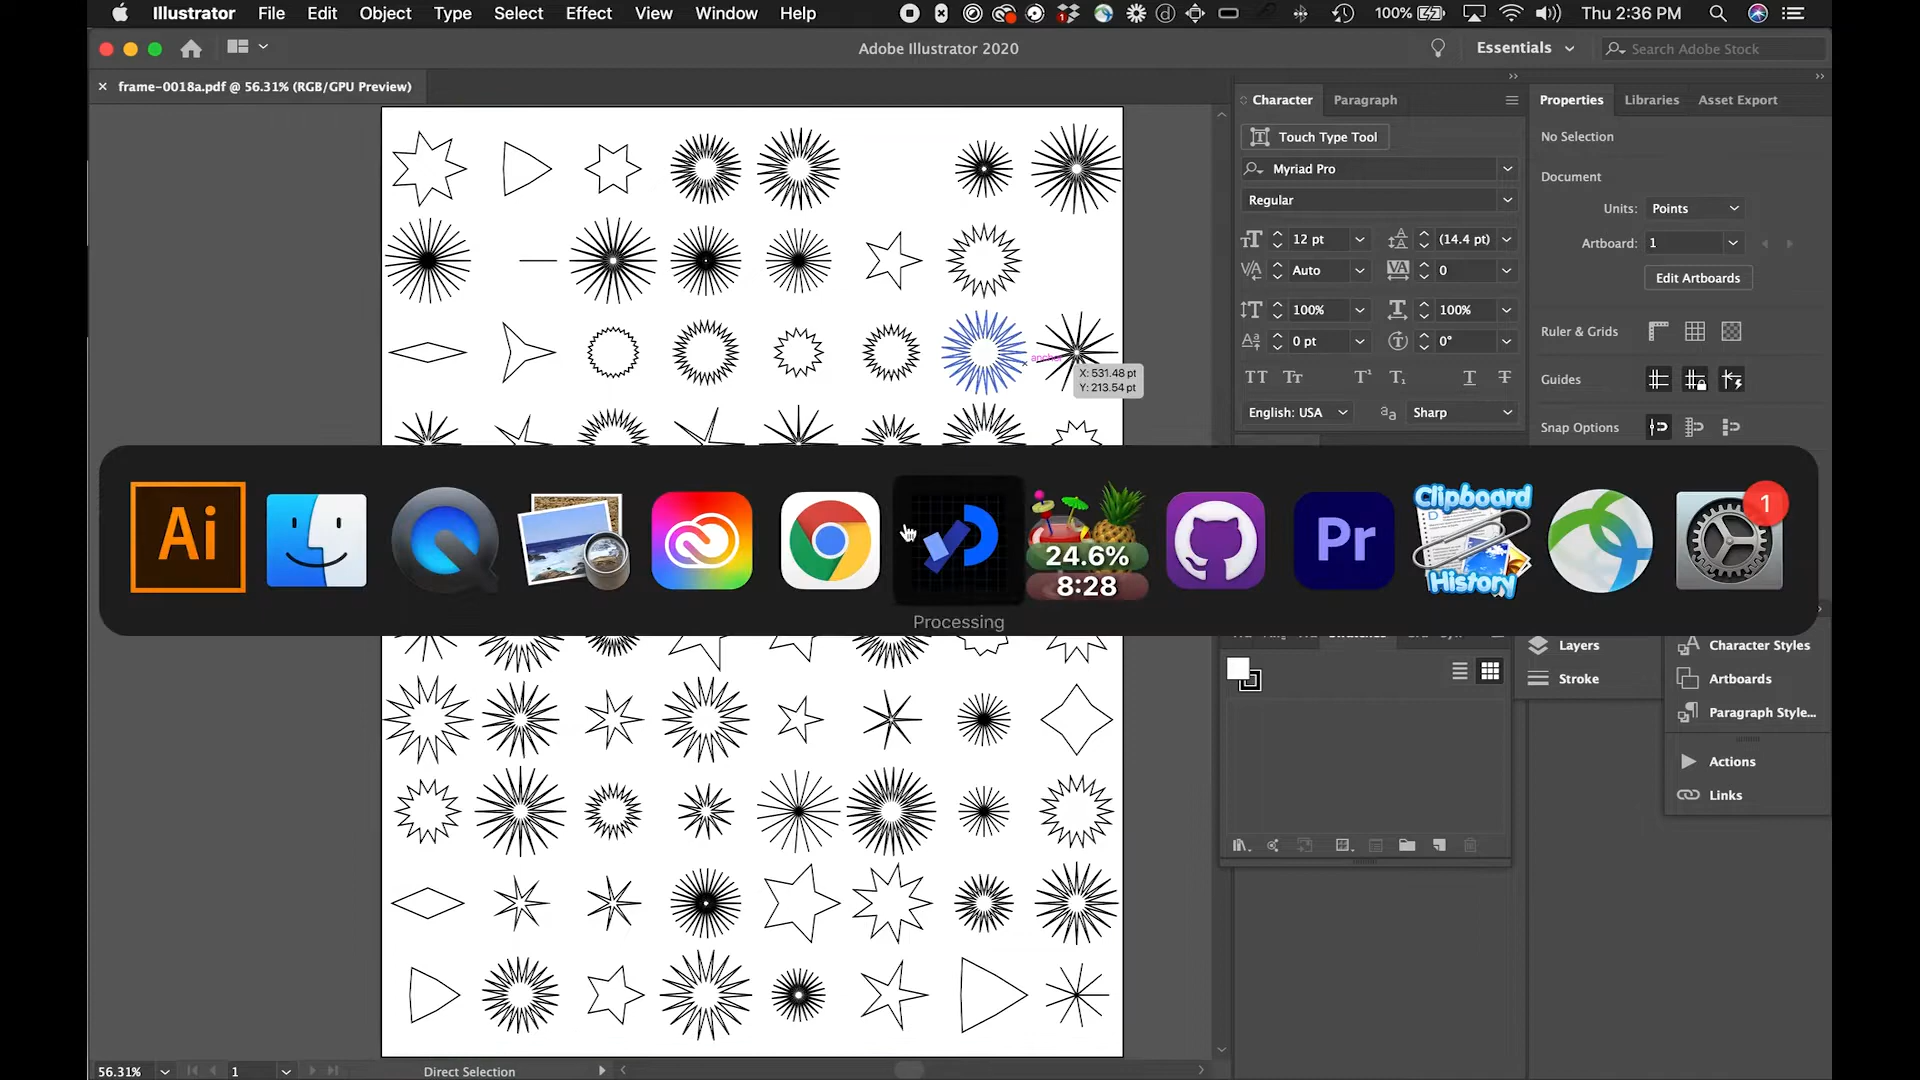 Illustrator File Edit Object Type Select Effect View Window Help
1 d 100% Thu 2:36 PM
Adobe Illustrator 2020
Essentials
Search Adobe Stock
× frame-0018a.pdf @ 56.31% (RGB/GPU Preview)
Character Paragraph
Properties Libraries Asset Export
Touch Type Tool
No Selection
Myriad Pro
Document
Regular
Units: Points
12 pt (14.4 pt)
Artboard: 1
Auto 0
Edit Artboards
100% 100%
Ruler & Grids
0 pt 0°
anchor
X: 531.48 pt
Y: 213.54 pt
Guides
English: USA Sharp
Snap Options
Ai
24.6%
8:28
Pr
Clipboard
History
1
Processing
Layers
Character Styles
Stroke
Artboards
Paragraph Style...
Actions
Links
56.31% 1 Direct Selection